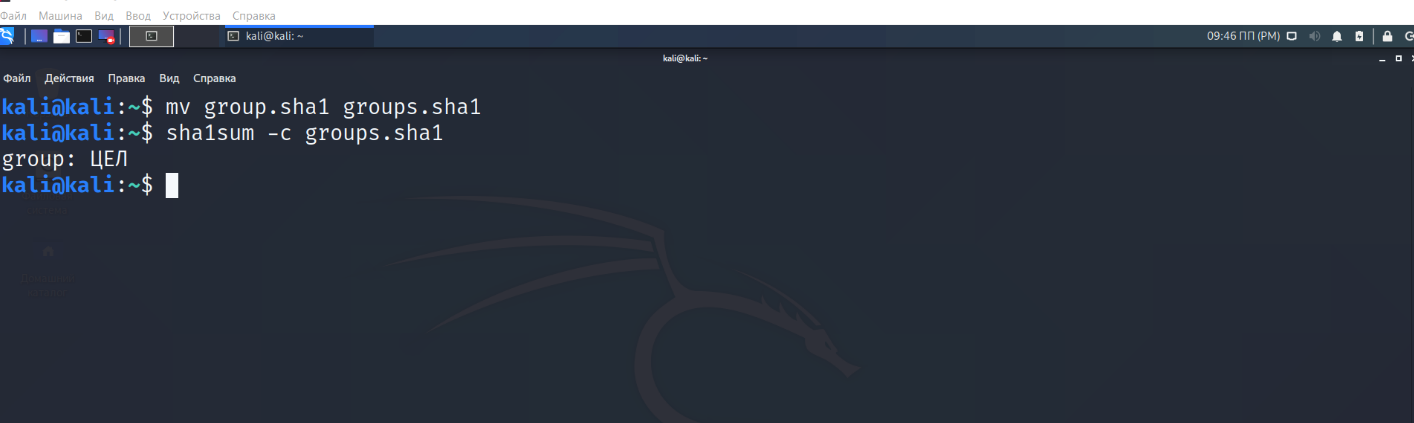 Файл Машина Вид Ввод Устройства Справка
kali@kali: ~ 09:46 ПП (PM)
kali@kali: ~
Файл Действия Правка Вид Справка
kali@kali:~$ mv group.sha1 groups.sha1
kali@kali:~$ sha1sum -c groups.sha1
group: ЦЕЛ
kali@kali:~$